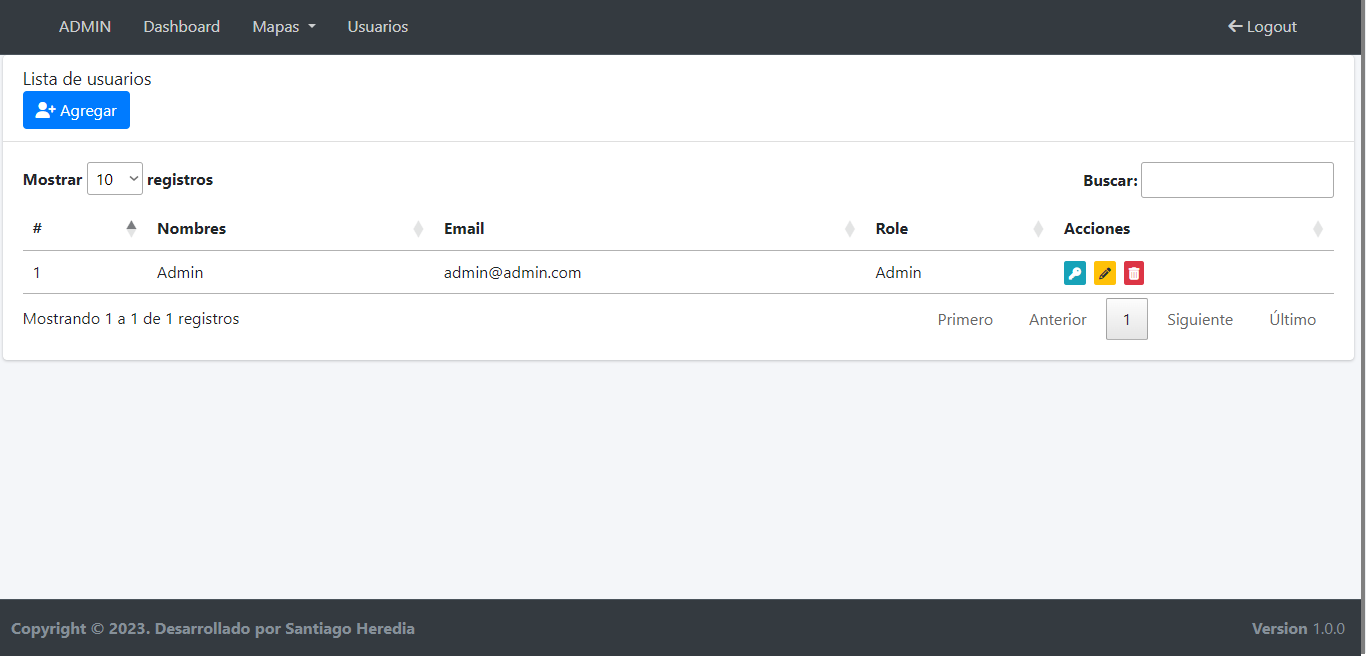 ADMIN Dashboard Mapas Usuarios Logout
Lista de usuarios
Agregar
Mostrar 10 registros Buscar:
# Nombres Email Role Acciones
1 Admin admin@admin.com Admin
Mostrando 1 a 1 de 1 registros Primero Anterior 1 Siguiente Último
Copyright © 2023. Desarrollado por Santiago Heredia Version 1.0.0